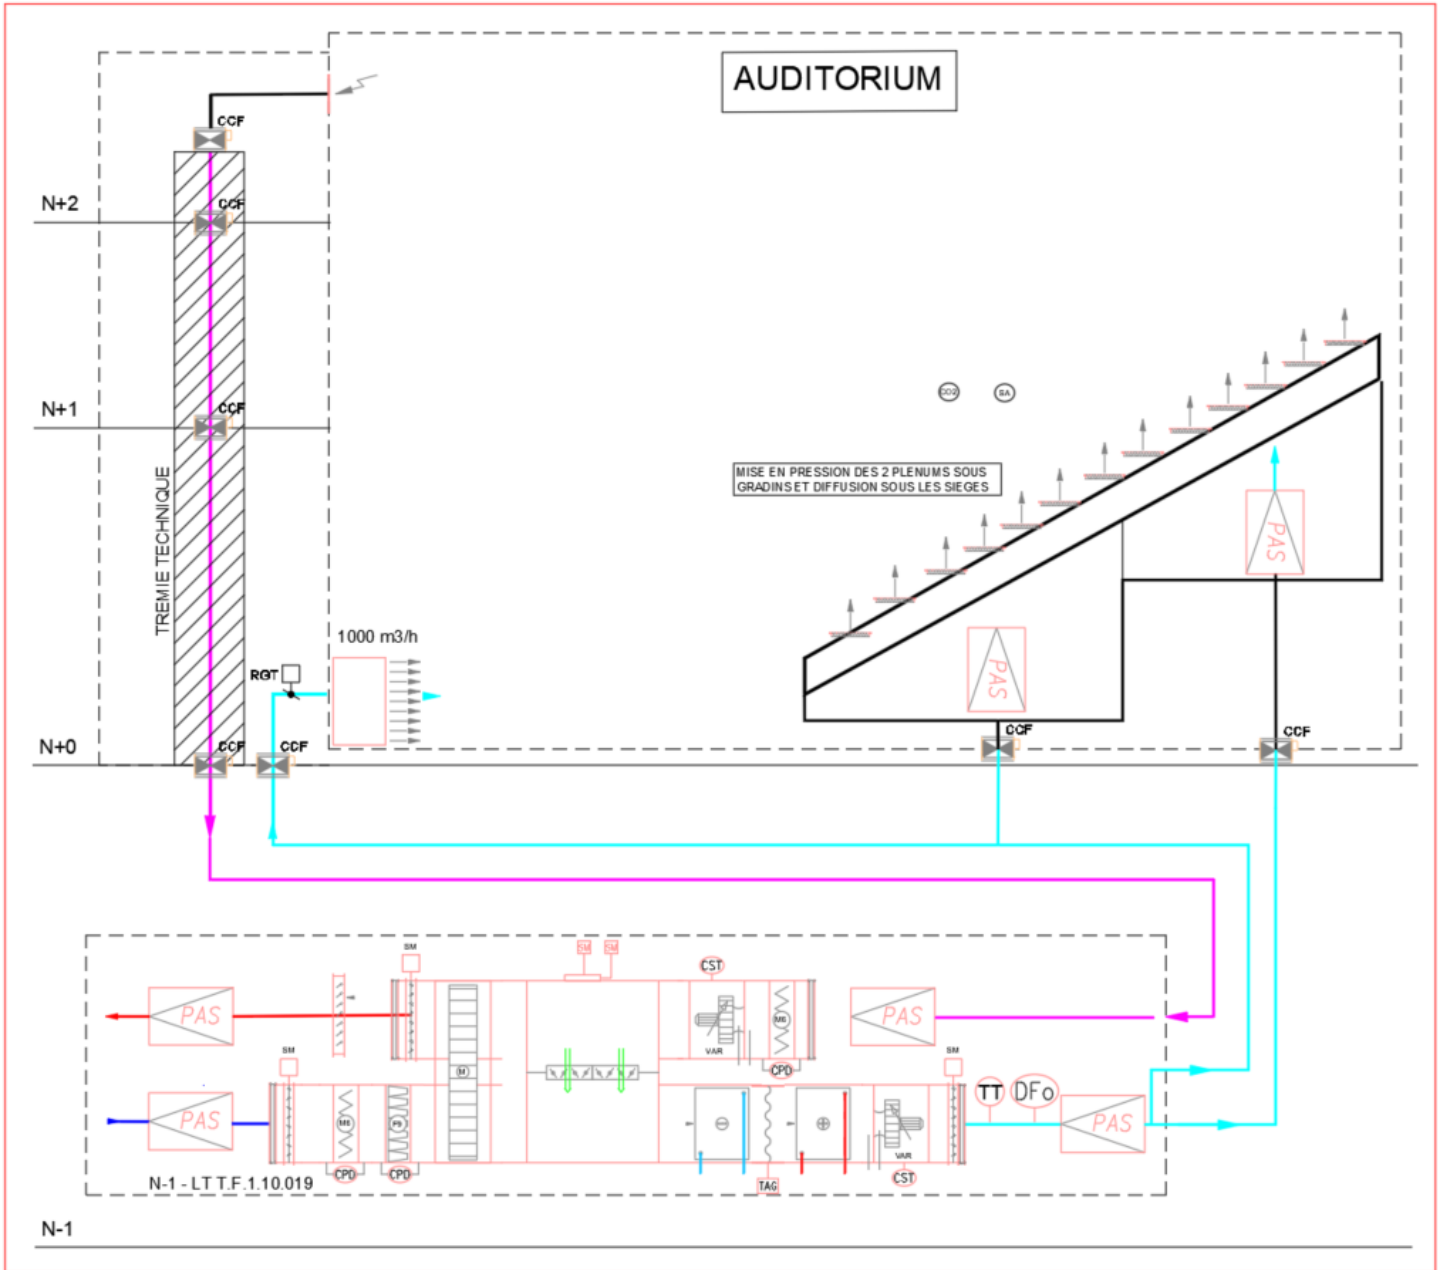 AUDITORIUM
CCF
N+2
CCF
CO2
SA
N+1
CCF
MISE EN PRESSION DES 2 PLENUMS SOUS
GRADINS ET DIFFUSION SOUS LES SIEGES
TREMIE TECHNIQUE
PAS
1000 m3/h
RGT
PAS
N+0
CCF
CCF
CCF
CCF
SM
SM
SM
CST
PAS
M6
PAS
VAR
SM
M
SM
CPD
TT
DFo
PAS
M5
F9
PAS
VAR
CPD
CPD
TAG
CST
N-1 - LT T.F.1.10.019
N-1